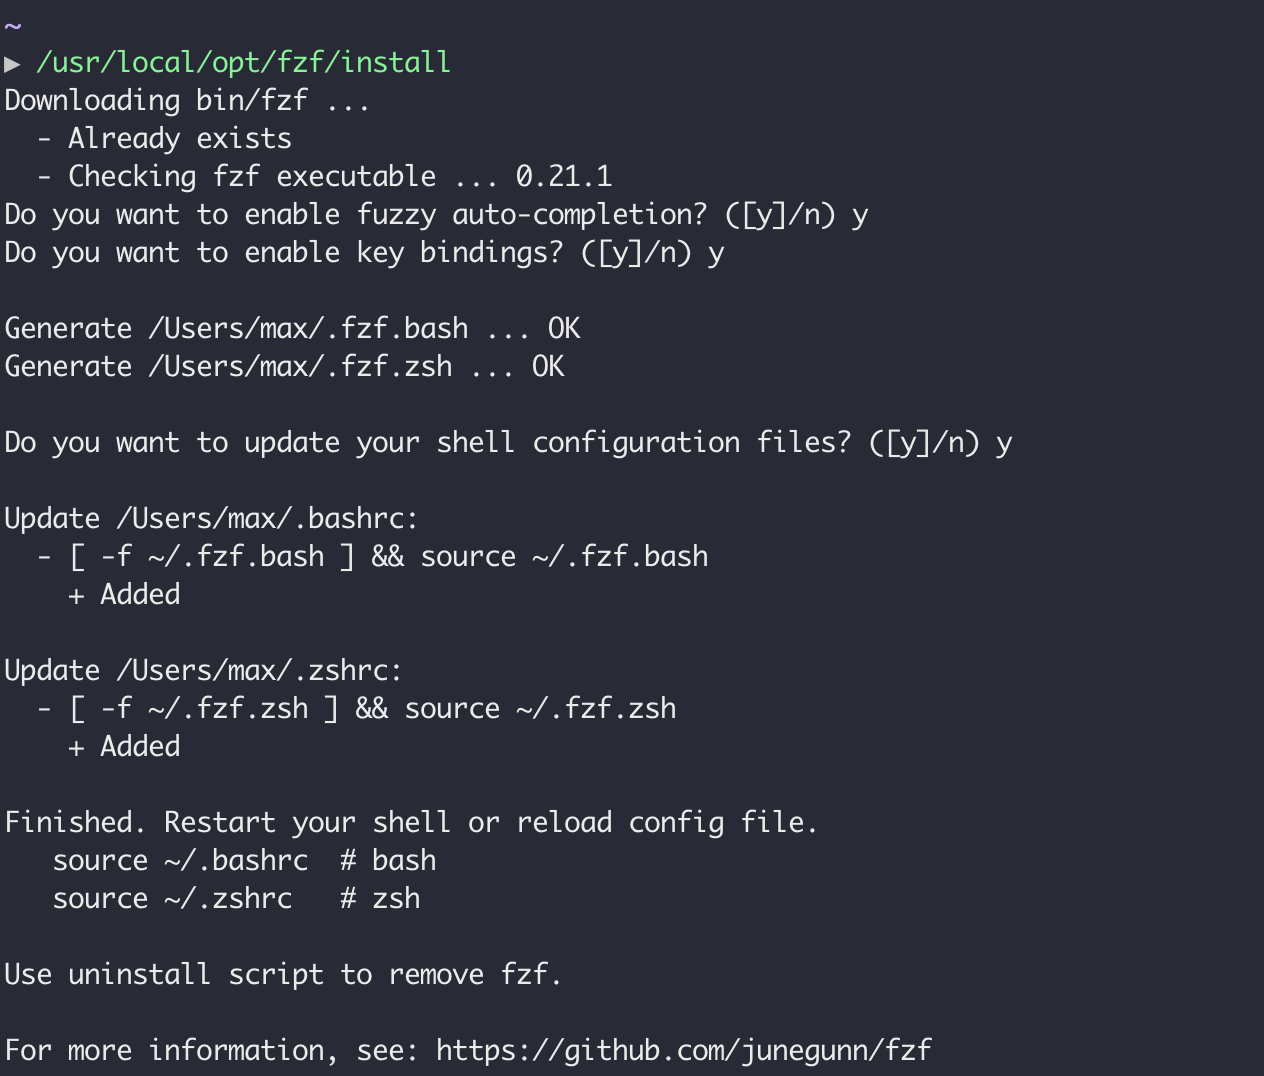 ~
▶ /usr/local/opt/fzf/install
Downloading bin/fzf ...
  - Already exists
  - Checking fzf executable ... 0.21.1
Do you want to enable fuzzy auto-completion? ([y]/n) y
Do you want to enable key bindings? ([y]/n) y

Generate /Users/max/.fzf.bash ... OK
Generate /Users/max/.fzf.zsh ... OK

Do you want to update your shell configuration files? ([y]/n) y

Update /Users/max/.bashrc:
  - [ -f ~/.fzf.bash ] && source ~/.fzf.bash
    + Added

Update /Users/max/.zshrc:
  - [ -f ~/.fzf.zsh ] && source ~/.fzf.zsh
    + Added

Finished. Restart your shell or reload config file.
   source ~/.bashrc  # bash
   source ~/.zshrc   # zsh

Use uninstall script to remove fzf.

For more information, see: https://github.com/junegunn/fzf